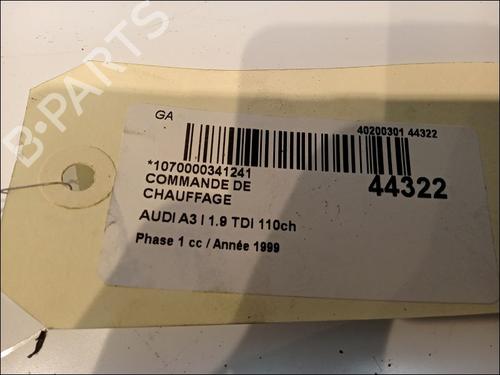 B-PARTS
GA
40200301 44322
*1070000341241
44322
COMMANDE DE
CHAUFFAGE
AUDI A3 I 1.9 TDi 110ch
Phase 1 cc / Année 1999